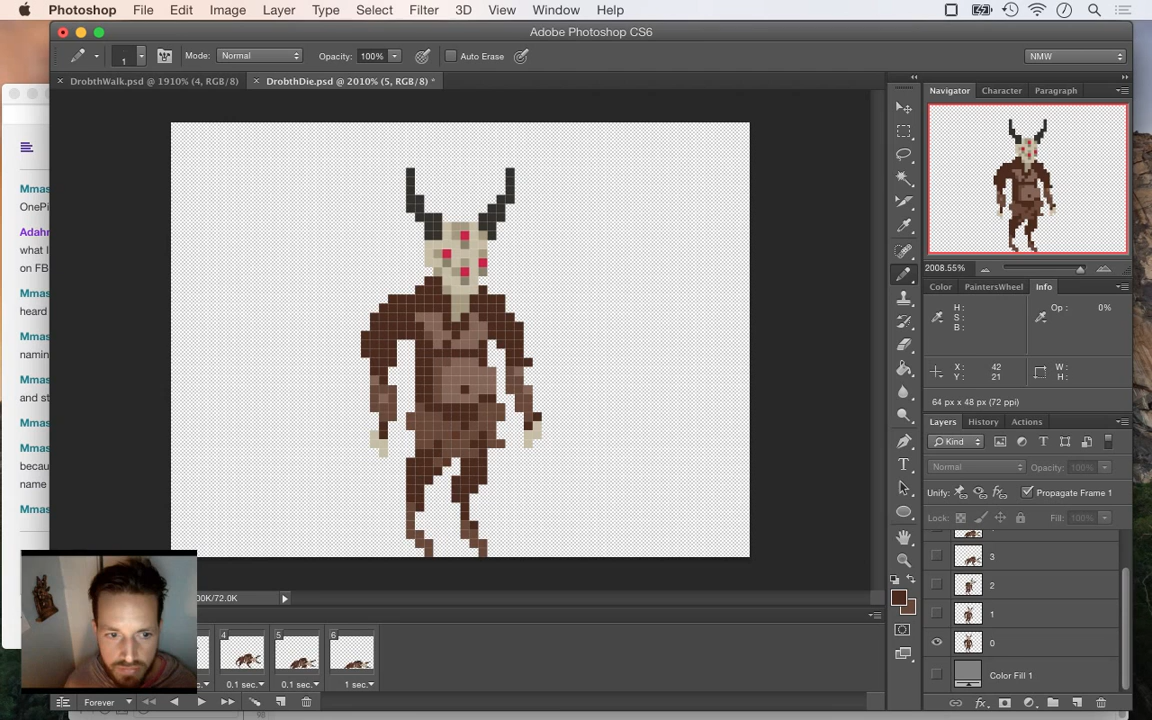 Photoshop File Edit Image Layer Type Select Filter 3D View Window Help
Adobe Photoshop CS6
1 Mode: Normal Opacity: 100% Auto Erase NMW
DrobthWalk.psd @ 1910% (4, RGB/8) DrobthDie.psd @ 2010% (5, RGB/8) *
Navigator Character Paragraph
Mmas
OnePi
Adahr
what I
on FB
Mmas
heard
Mmas
namin
Mmas
and st
Mmas
Mmas
becau
name
Mmas
2008.55%
Color PaintersWheel Info
H: Op: 0%
S:
B:
X: 42 W:
Y: 21 H:
64 px x 48 px (72 ppi)
Layers History Actions
Kind
Normal Opacity: 100%
Unify: Propagate Frame 1
Lock: Fill: 100%
3
2
1
0
Color Fill 1
00K/72.0K
4 5 6
0.1 sec. 0.1 sec. 1 sec.
Forever